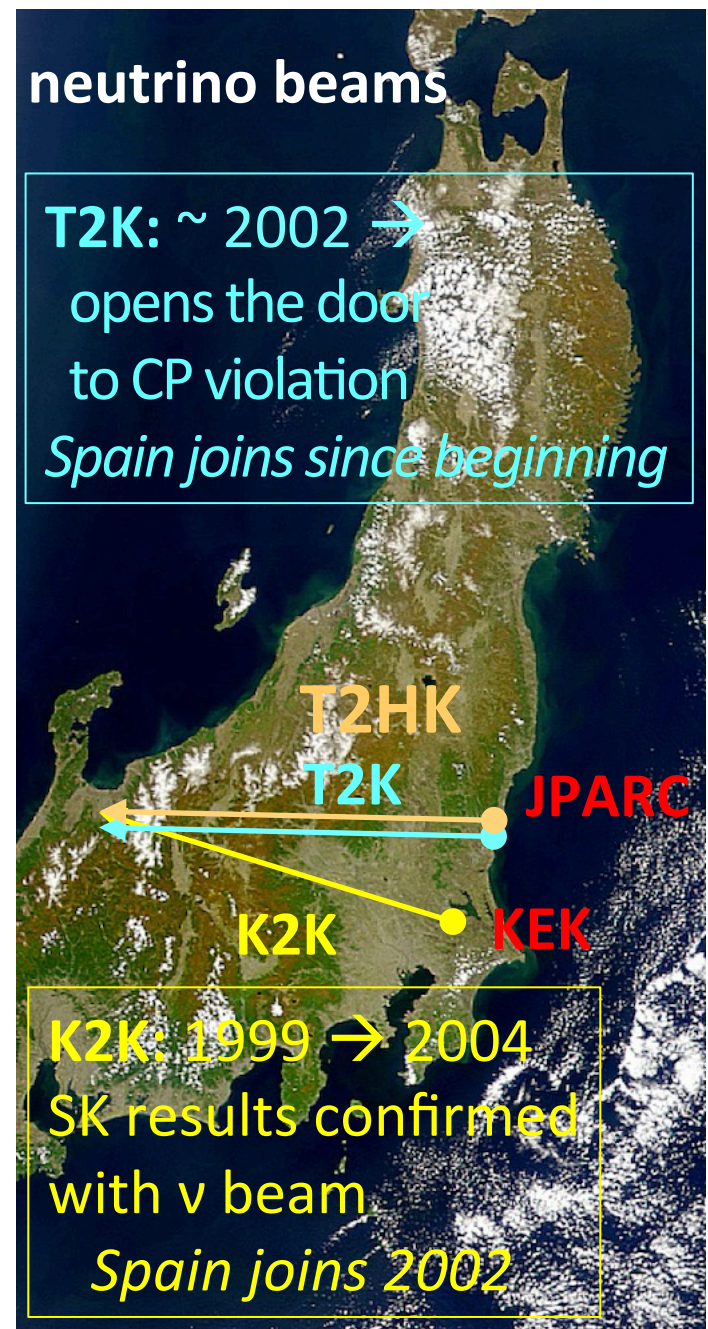 neutrino beams
T2K: ~ 2002 →
opens the door
to CP violation
Spain joins since beginning
T2HK
T2K
JPARC
K2K
KEK
K2K: 1999 → 2004
SK results confirmed
with ν beam
Spain joins 2002